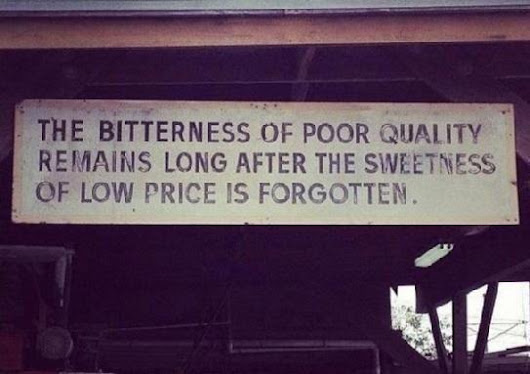 THE BITTERNESS OF POOR QUALITY
REMAINS LONG AFTER THE SWEETNESS
OF LOW PRICE IS FORGOTTEN.